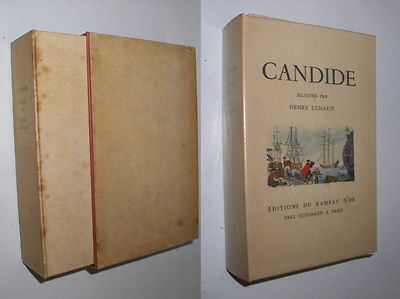 CANDIDE
ILLUSTRÉ PAR
HENRY LEMARIÉ
ÉDITIONS DU RAMEAU D'OR
PAUL COTINAUD A PARIS